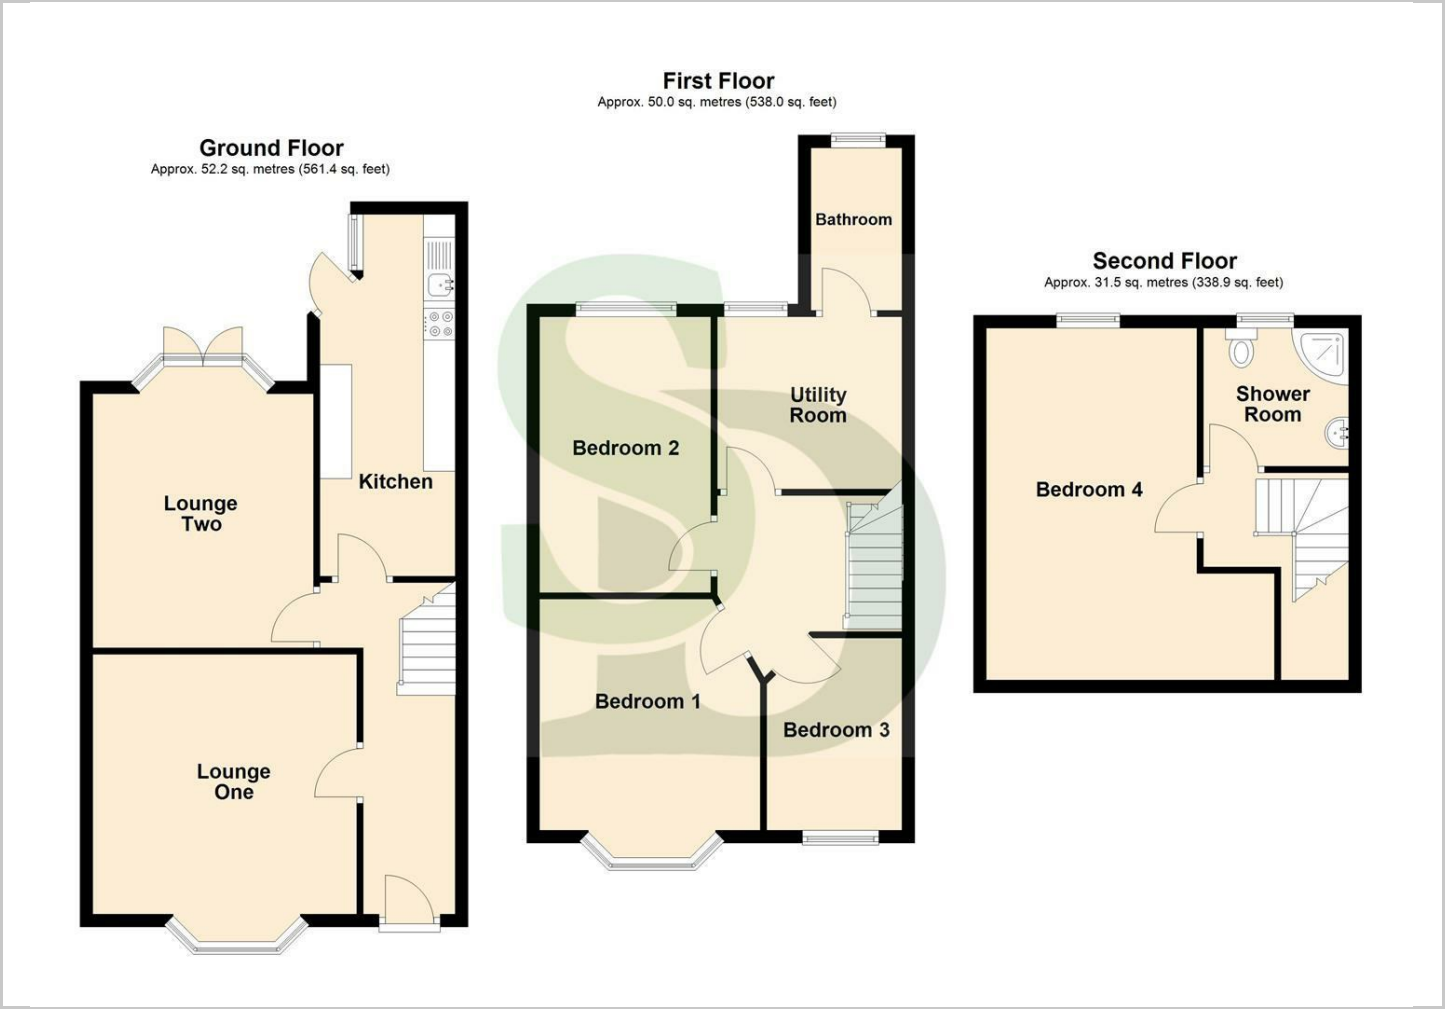 Ground Floor
Approx. 52.2 sq. metres (561.4 sq. feet)
Kitchen
Lounge
Two
Lounge
One
First Floor
Approx. 50.0 sq. metres (538.0 sq. feet)
Bathroom
Utility
Room
Bedroom 2
Bedroom 1
Bedroom 3
Second Floor
Approx. 31.5 sq. metres (338.9 sq. feet)
Shower
Room
Bedroom 4
SD